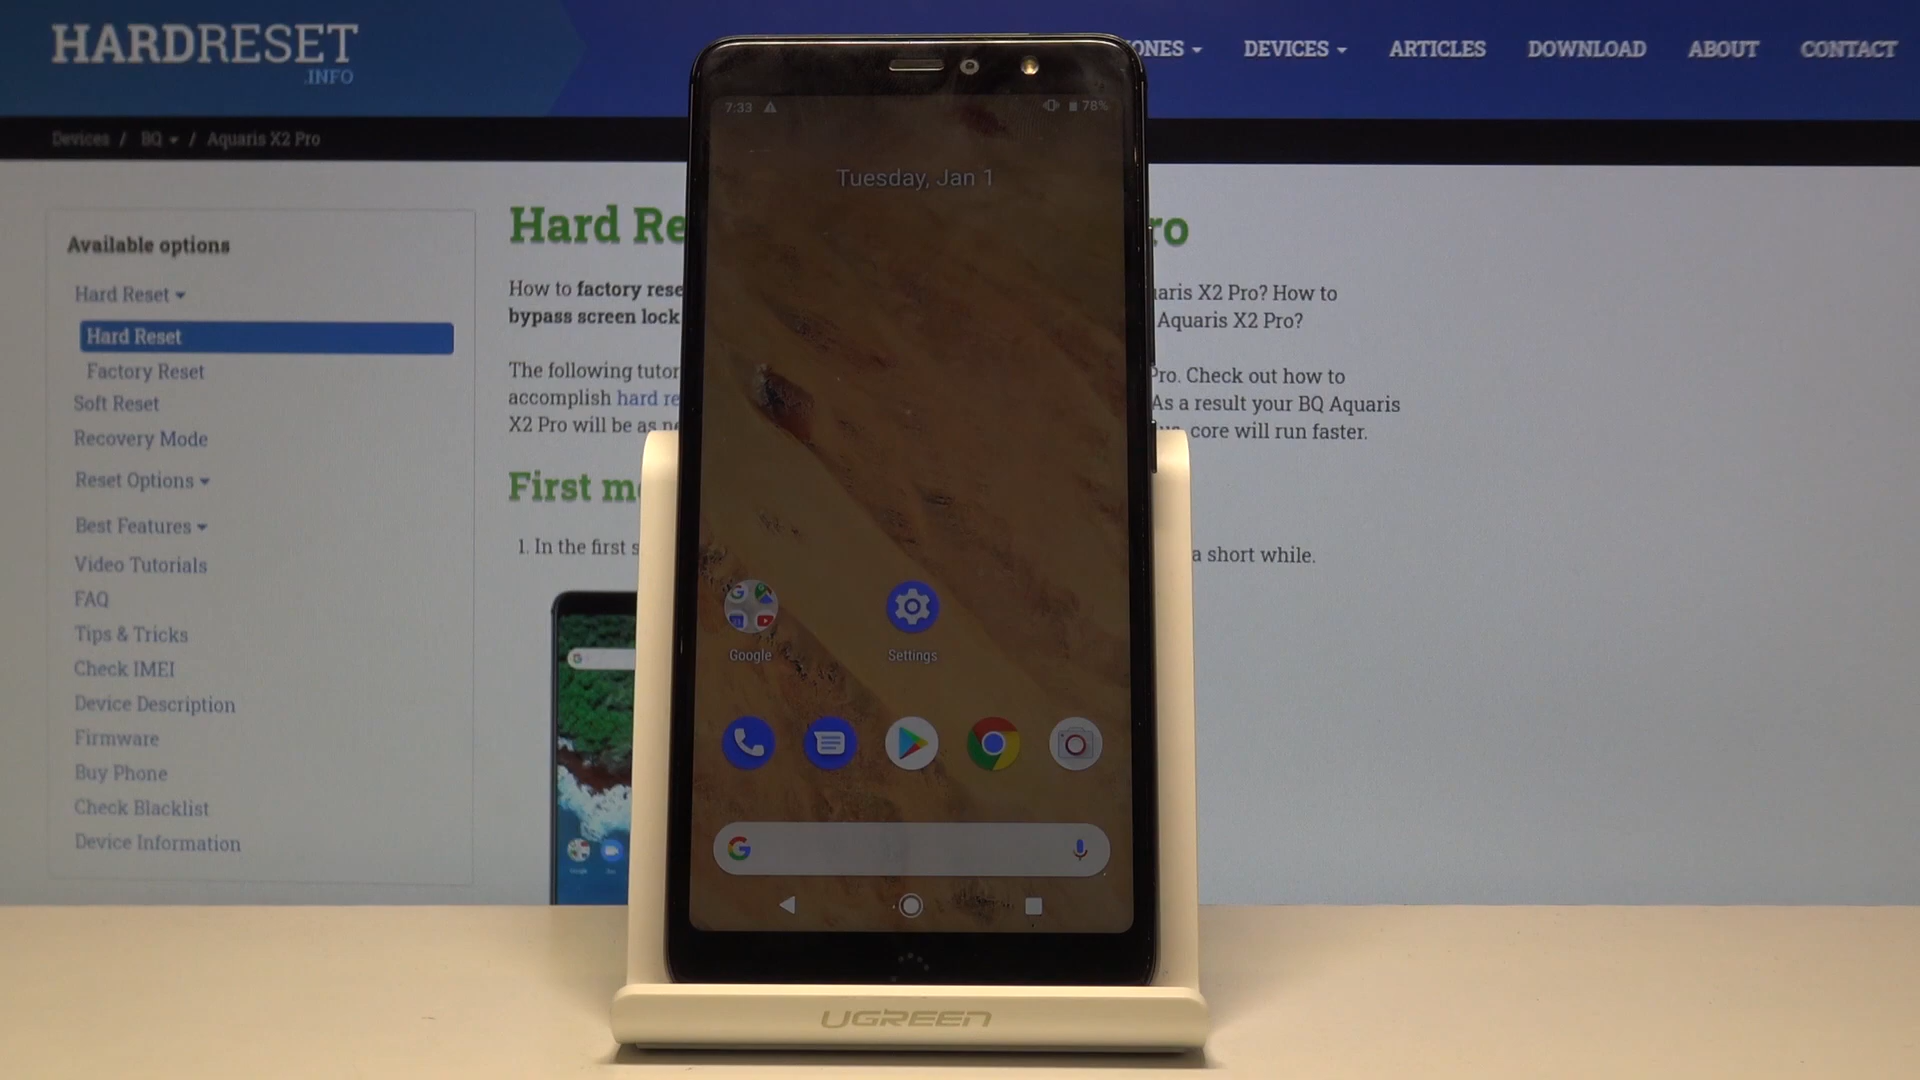 HARDRESET
.INFO
DEVICES
ARTICLES
DOWNLOAD
ABOUT
CONTACT
Devices / BQ / Aquaris X2 Pro
Available options
Hard Reset
Hard Reset
Factory Reset
Soft Reset
Recovery Mode
Reset Options
Best Features
Video Tutorials
FAQ
Tips & Tricks
Check IMEI
Device Description
Firmware
Buy Phone
Check Blacklist
Device Information
Hard Re
ro
How to factory rese
aris X2 Pro? How to
bypass screen lock
Aquaris X2 Pro?
The following tutor
Pro. Check out how to
accomplish hard re
As a result your BQ Aquaris
X2 Pro will be as
core will run faster.
First m
1. In the first s
a short while.
7:33
78%
Tuesday, Jan 1
Google
Settings
UGREEN